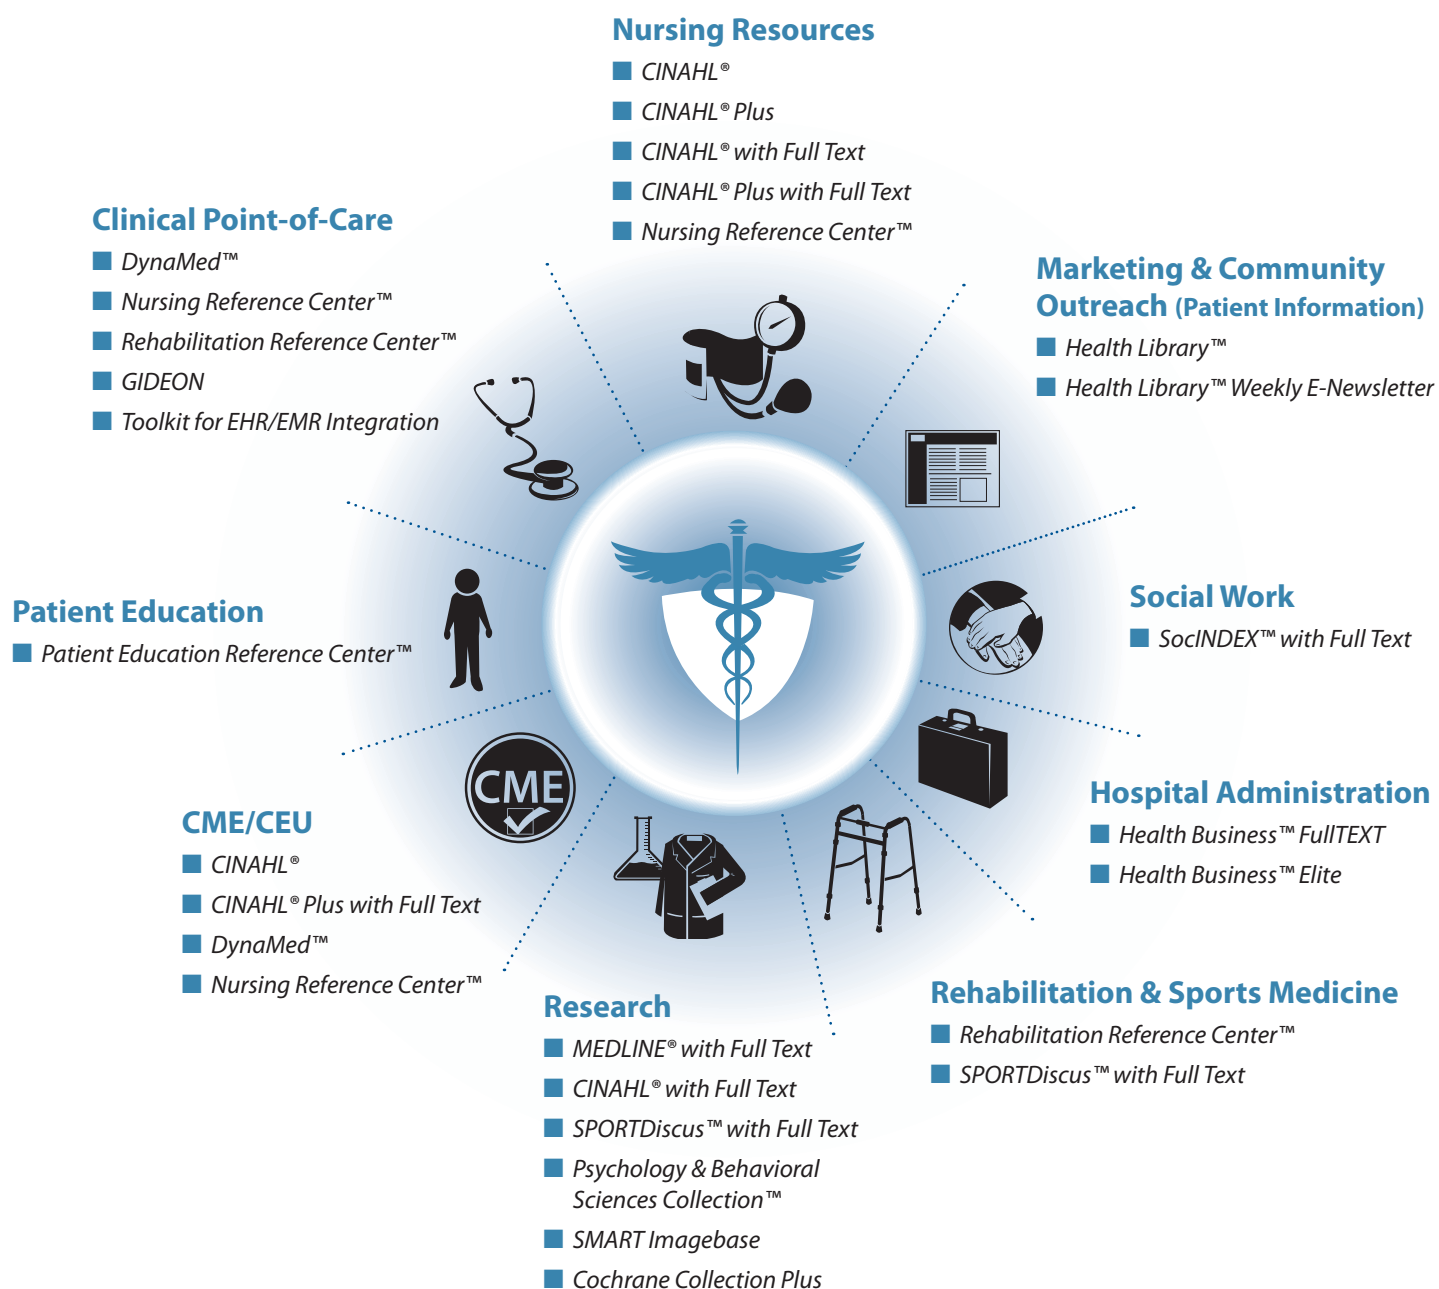 Nursing Resources
CINAHL®
CINAHL® Plus
CINAHL® with Full Text
CINAHL® Plus with Full Text
Nursing Reference Center™
Clinical Point-of-Care
DynaMed™
Nursing Reference Center™
Rehabilitation Reference Center™
GIDEON
Toolkit for EHR/EMR Integration
Marketing & Community
Outreach (Patient Information)
Health Library™
Health Library™ Weekly E-Newsletter
Patient Education
Patient Education Reference Center™
Social Work
SocINDEX™ with Full Text
CME
CME/CEU
CINAHL®
CINAHL® Plus with Full Text
DynaMed™
Nursing Reference Center™
Hospital Administration
Health Business™ FullTEXT
Health Business™ Elite
Research
MEDLINE® with Full Text
CINAHL® with Full Text
SPORTDiscus™ with Full Text
Psychology & Behavioral
Sciences Collection™
SMART Imagebase
Cochrane Collection Plus
Rehabilitation & Sports Medicine
Rehabilitation Reference Center™
SPORTDiscus™ with Full Text